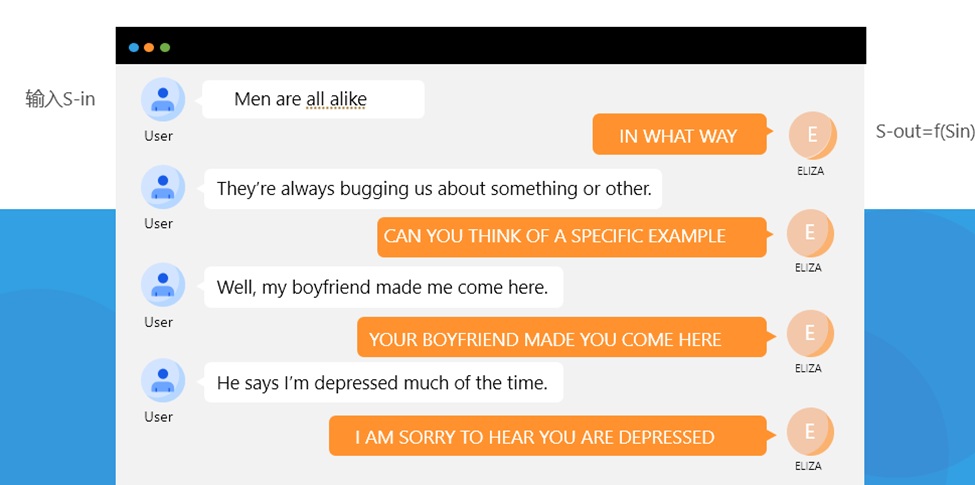 输入S-in
Men are all alike
User
IN WHAT WAY
E
S-out=f(Sin)
ELIZA
They’re always bugging us about something or other.
User
CAN YOU THINK OF A SPECIFIC EXAMPLE
E
ELIZA
Well, my boyfriend made me come here.
User
YOUR BOYFRIEND MADE YOU COME HERE
E
ELIZA
He says I’m depressed much of the time.
User
I AM SORRY TO HEAR YOU ARE DEPRESSED
E
ELIZA